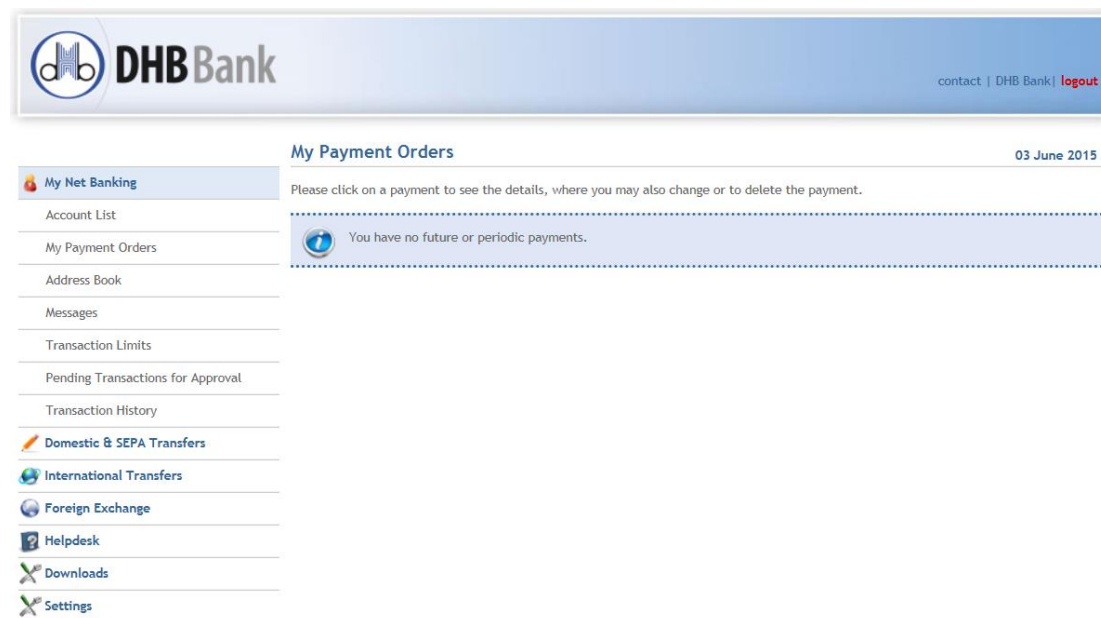 dhb DHB Bank
contact | DHB Bank| logout
My Payment Orders
03 June 2015
My Net Banking
Please click on a payment to see the details, where you may also change or to delete the payment.
Account List
You have no future or periodic payments.
My Payment Orders
Address Book
Messages
Transaction Limits
Pending Transactions for Approval
Transaction History
Domestic & SEPA Transfers
International Transfers
Foreign Exchange
Helpdesk
Downloads
Settings